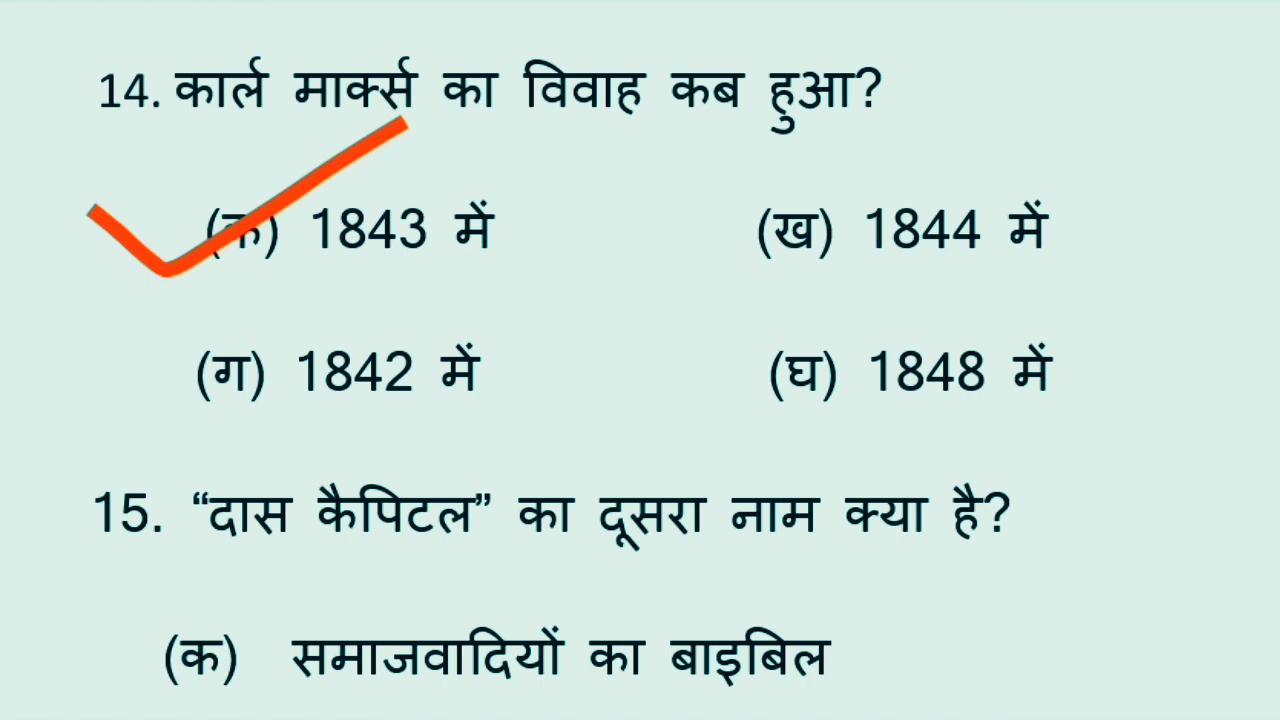 14. कार्ल मार्क्स का विवाह कब हुआ?
(क) 1843 में (ख) 1844 में
(ग) 1842 में (घ) 1848 में
15. “दास कैपिटल” का दूसरा नाम क्या है?
(क) समाजवादियों का बाइबिल